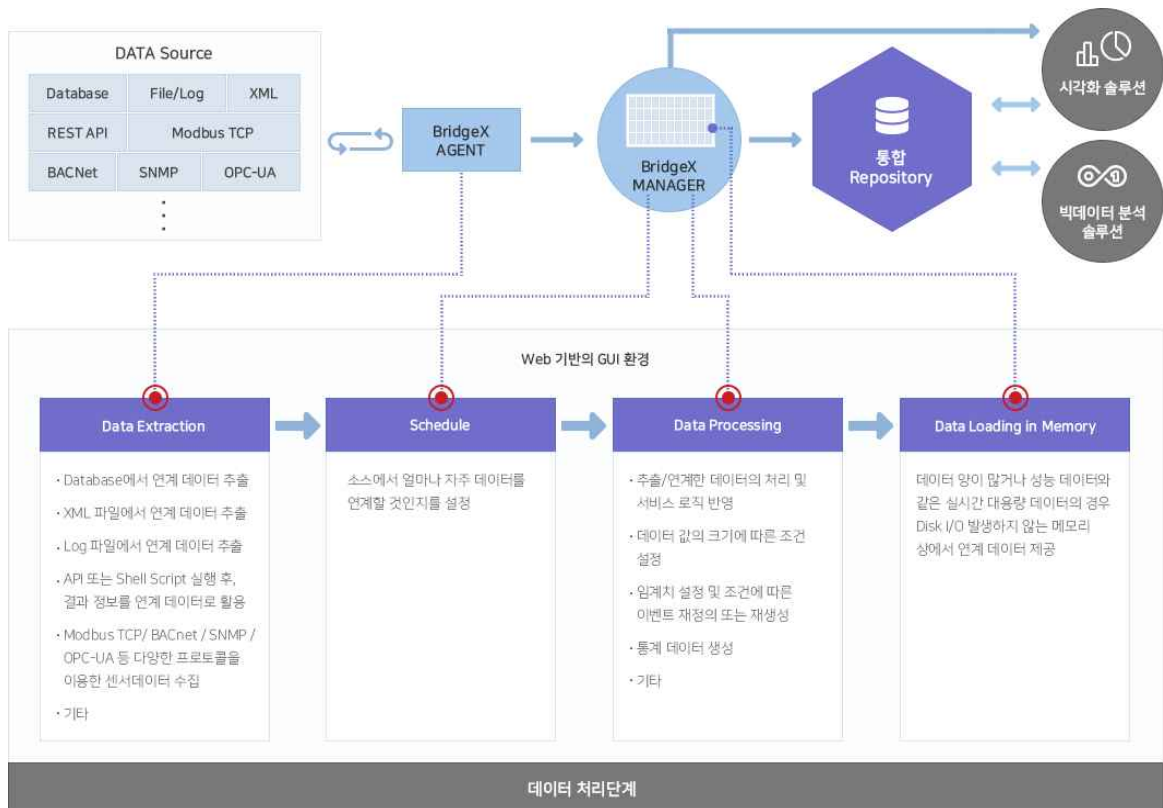 DATA Source
Database
File/Log
XML
REST API
Modbus TCP
BACNet
SNMP
OPC-UA
BridgeX
AGENT
BridgeX
MANAGER
통합
Repository
시각화 솔루션
빅데이터 분석
솔루션
Web 기반의 GUI 환경
Data Extraction
· Database에서 연계 데이터 추출
· XML 파일에서 연계 데이터 추출
· Log 파일에서 연계 데이터 추출
· API 또는 Shell Script 실행 후,
결과 정보를 연계 데이터로 활용
· Modbus TCP/ BACnet / SNMP /
OPC-UA 등 다양한 프로토콜을
이용한 센서데이터 수집
· 기타
Schedule
소스에서 얼마나 자주 데이터를
연계할 것인지를 설정
Data Processing
· 추출/연계한 데이터의 처리 및
서비스 로직 반영
· 데이터 값의 크기에 따른 조건
설정
· 임계치 설정 및 조건에 따른
이벤트 재정의 또는 재생성
· 통계 데이터 생성
· 기타
Data Loading in Memory
데이터 양이 많거나 성능 데이터와
같은 실시간 대용량 데이터의 경우
Disk I/O 발생하지 않는 메모리
상에서 연계 데이터 제공
데이터 처리단계